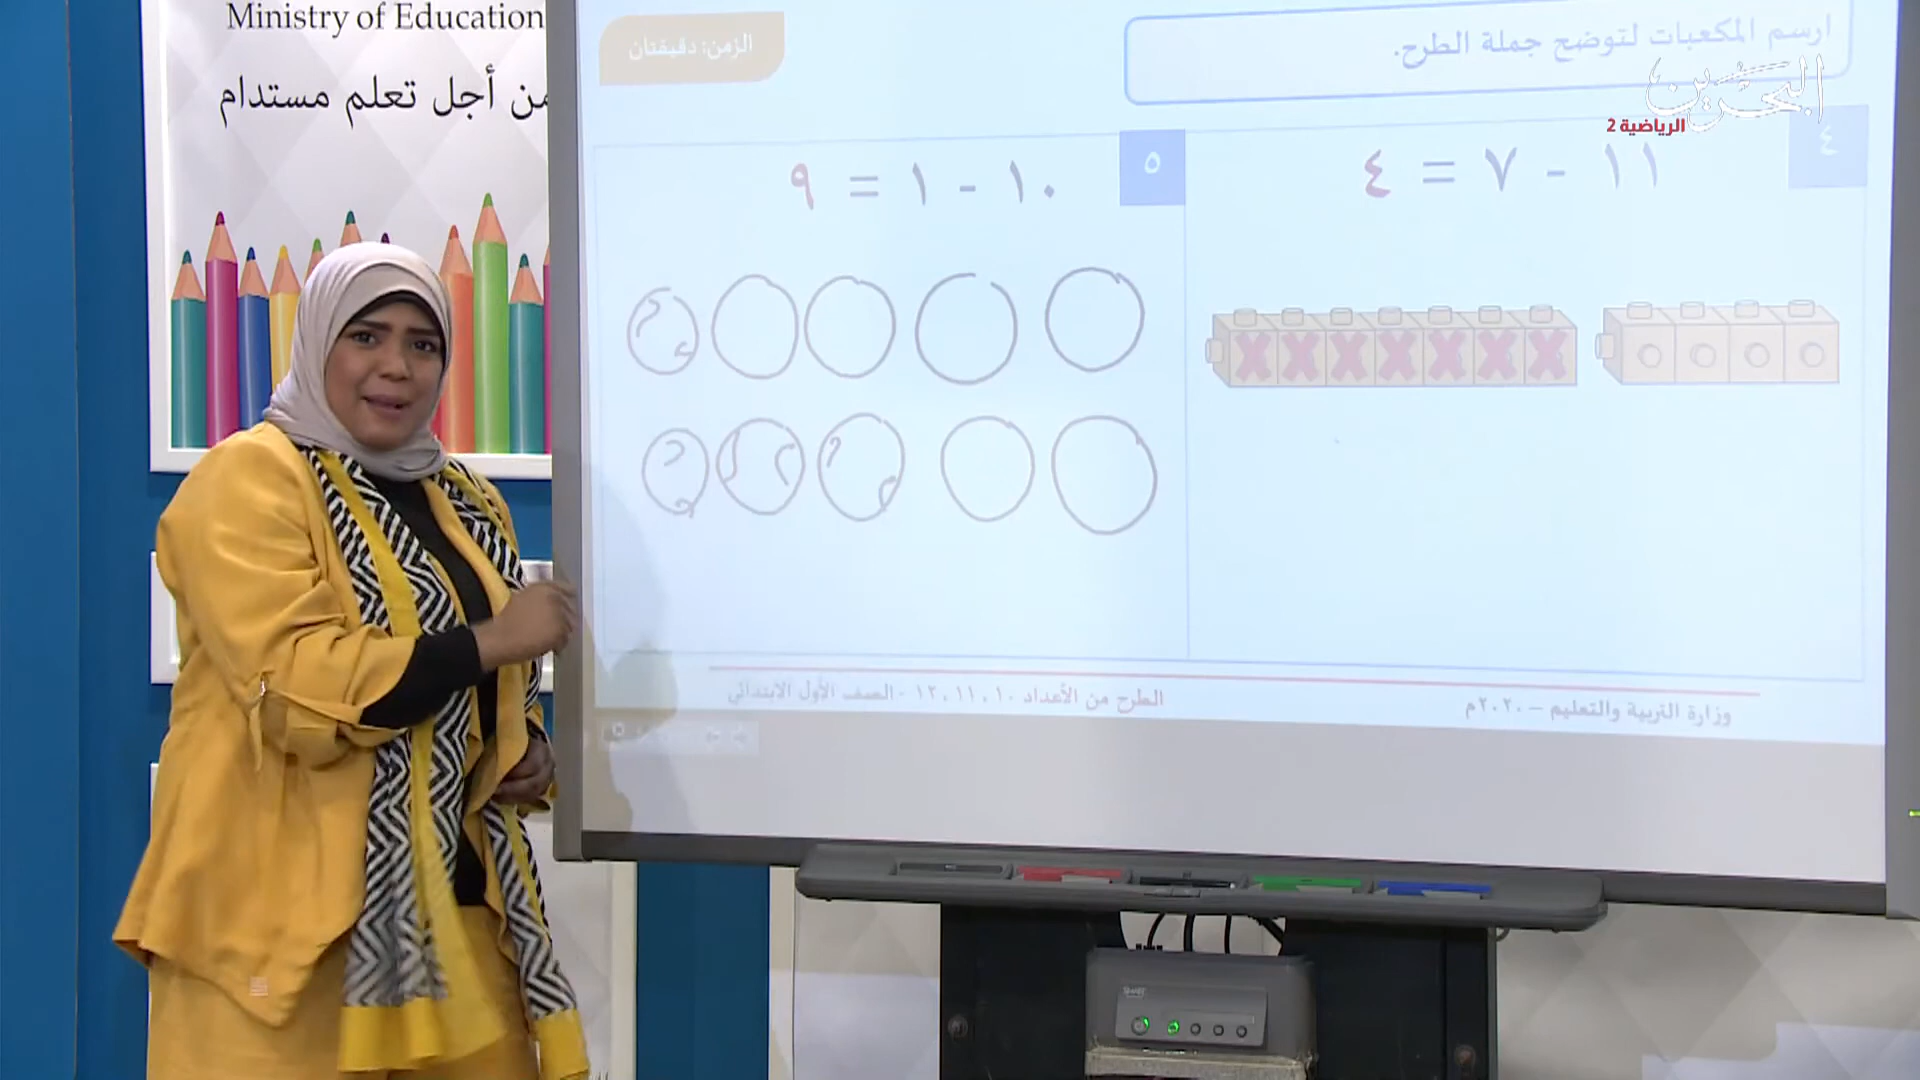 Ministry of Education
من أجل تعلم مستدام
الزمن: دقيقتان
ارسم المكعبات لتوضح جملة الطرح.
البحرين
الرياضية 2
٤
١١ - ٧ = ٤
٥
١٠ - ١ = ٩
وزارة التربية والتعليم – ٢٠٢٠م
الطرح من الأعداد ١٠، ١١، ١٢ - الصف الأول الابتدائي